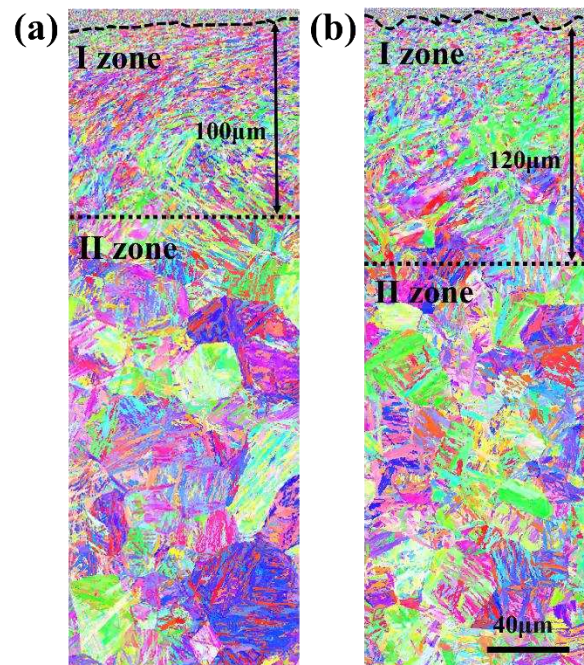 (a)
I zone
100μm
II zone
(b)
I zone
120μm
II zone
40μm